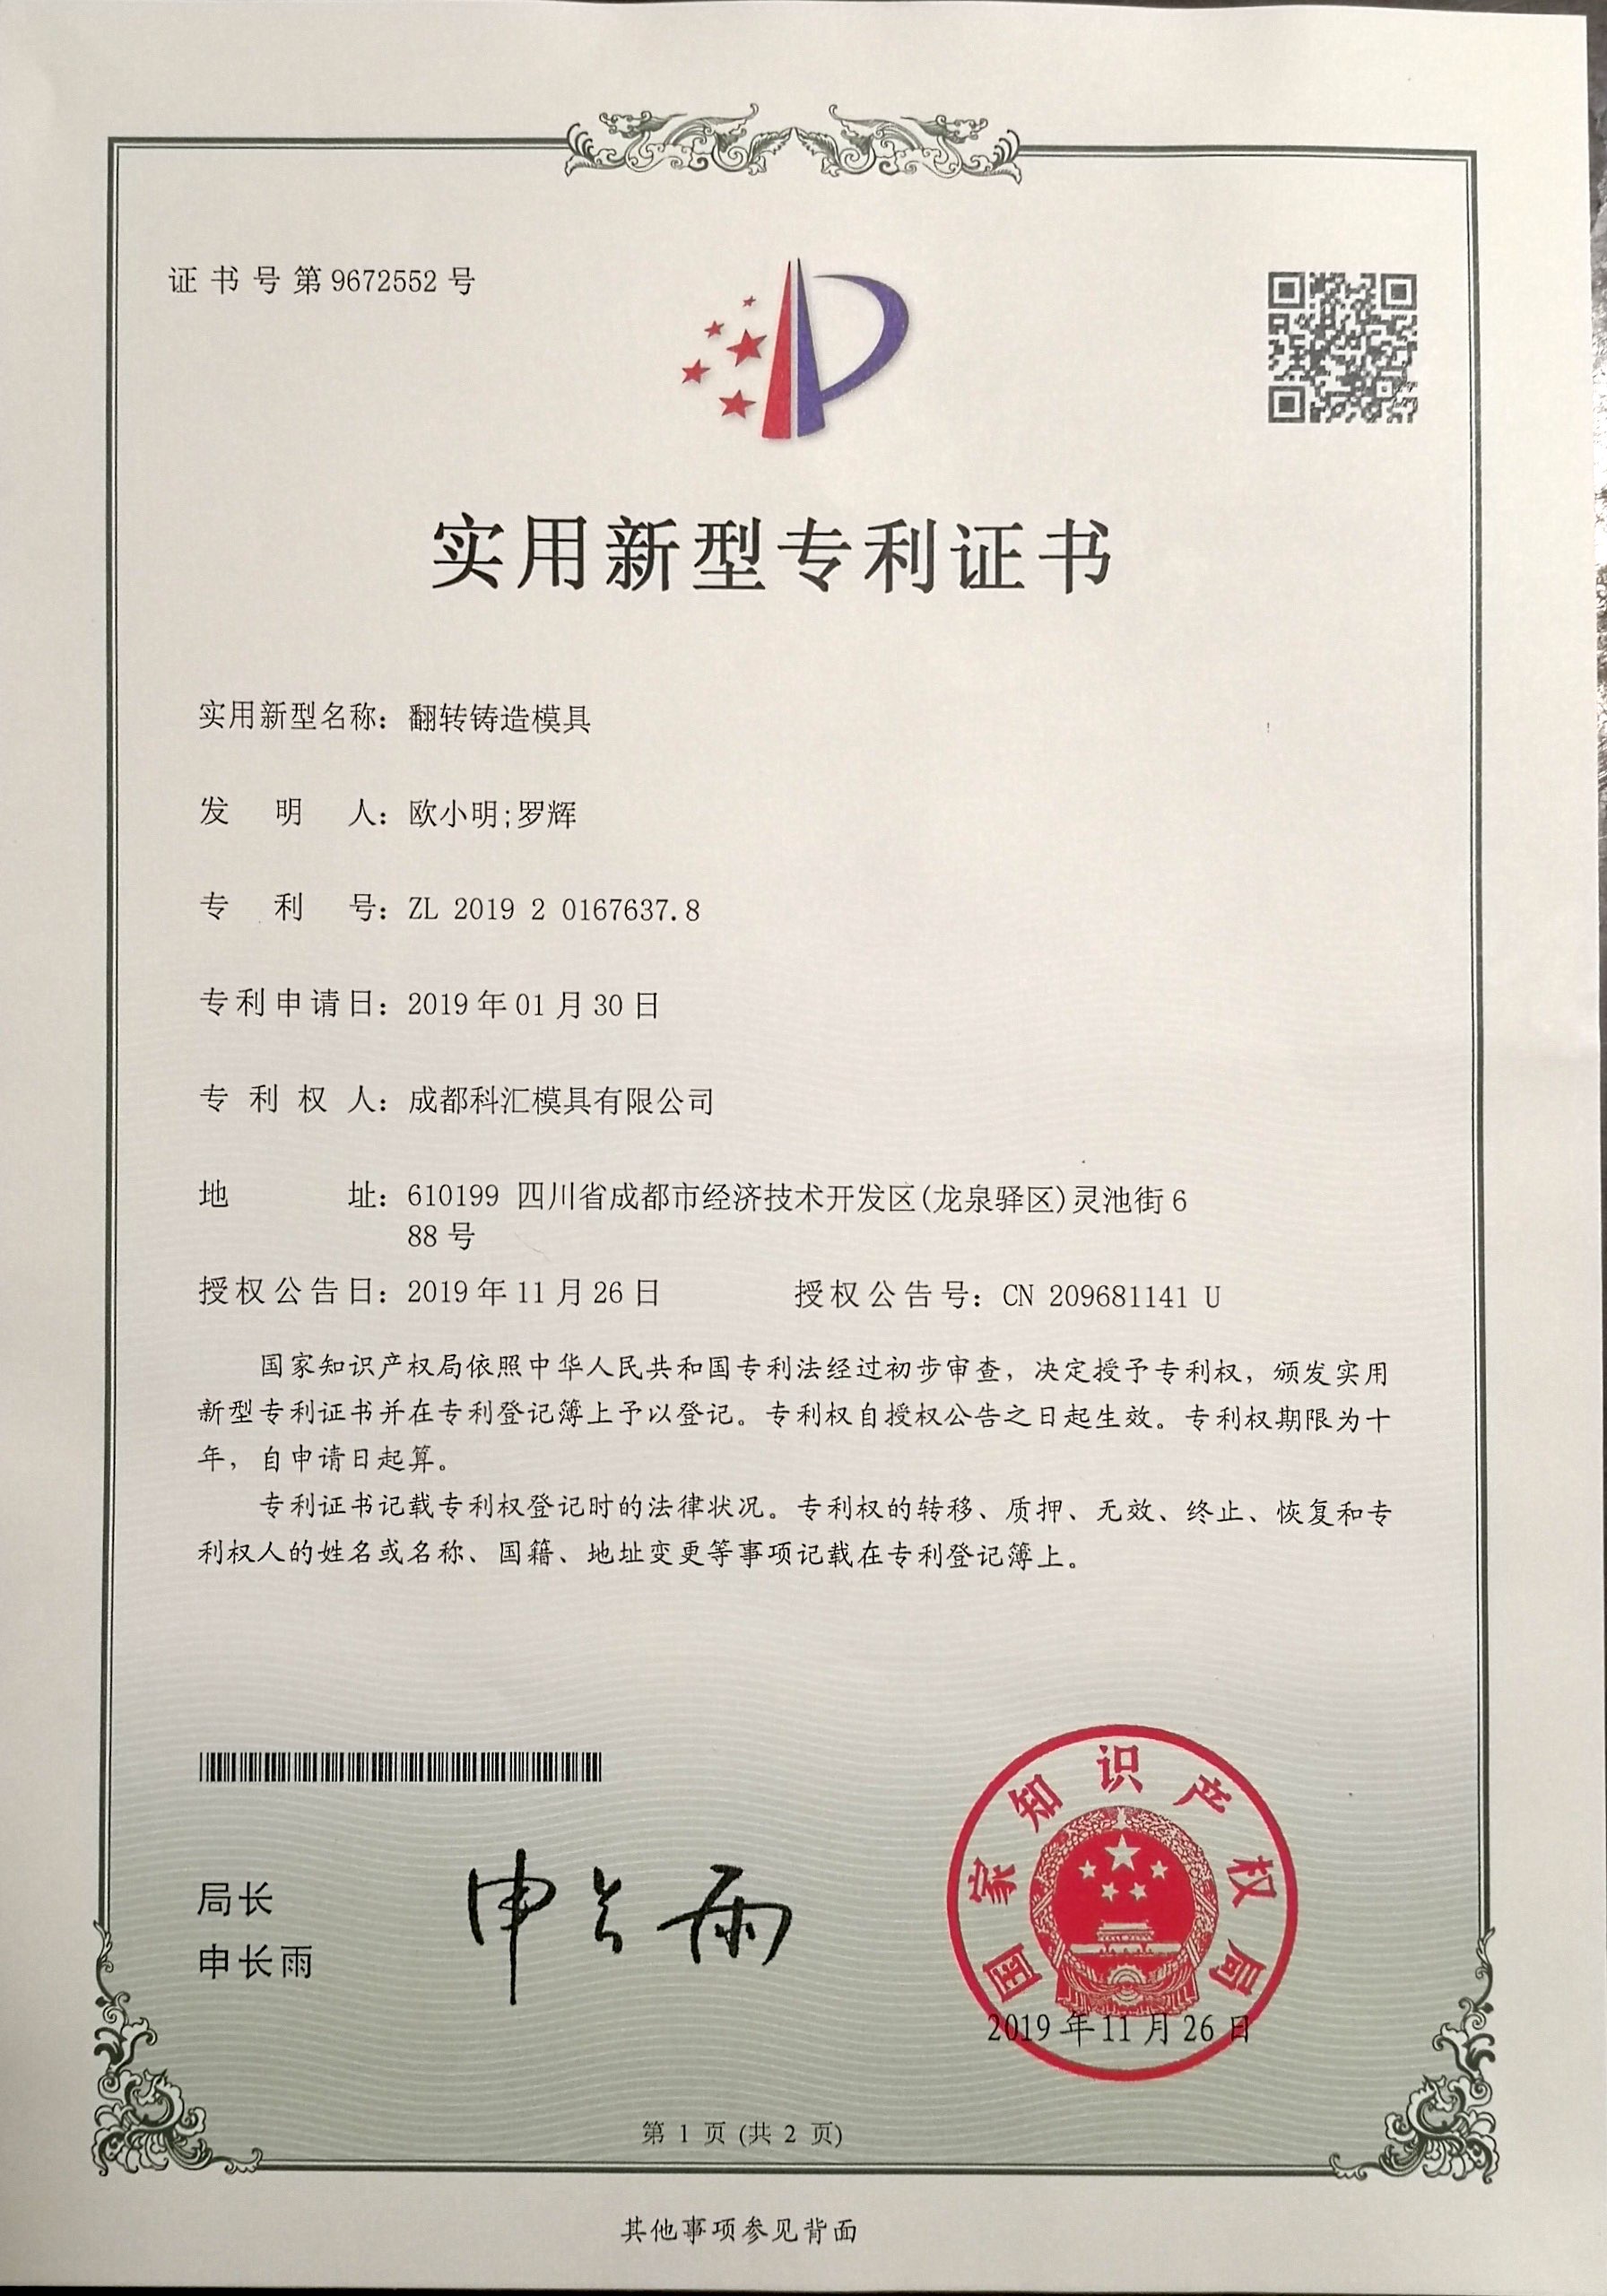 证书号第9672552号
实用新型专利证书
实用新型名称：翻转铸造模具
发明人：欧小明;罗辉
专利号：ZL 2019 2 0167637.8
专利申请日：2019年01月30日
专利权人：成都科汇模具有限公司
地址：610199 四川省成都市经济技术开发区(龙泉驿区)灵池街6
88号
授权公告日：2019年11月26日 授权公告号：CN 209681141 U
国家知识产权局依照中华人民共和国专利法经过初步审查，决定授予专利权，颁发实用
新型专利证书并在专利登记簿上予以登记。专利权自授权公告之日起生效。专利权期限为十
年，自申请日起算。
专利证书记载专利权登记时的法律状况。专利权的转移、质押、无效、终止、恢复和专
利权人的姓名或名称、国籍、地址变更等事项记载在专利登记簿上。
局长
申长雨
申长雨
国家知识产权局
2019年11月26日
第 1 页 (共 2 页)
其他事项参见背面